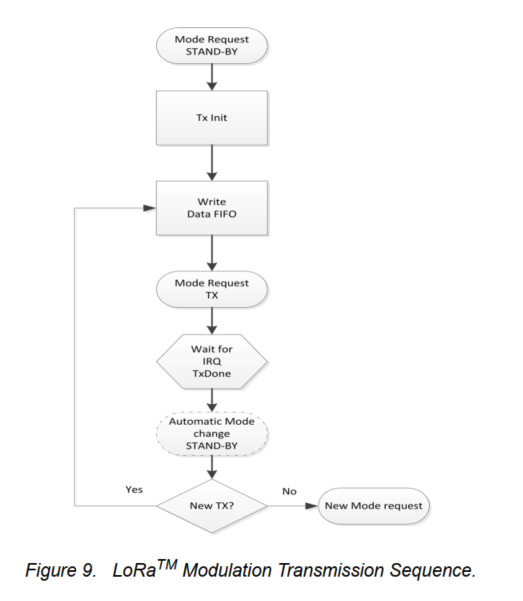 Mode Request
STAND-BY
Tx Init
Write
Data FIFO
Mode Request
TX
Wait for
IRQ
TxDone
Automatic Mode
change
STAND-BY
Yes
New TX?
No
New Mode request
Figure 9. LoRaTM Modulation Transmission Sequence.